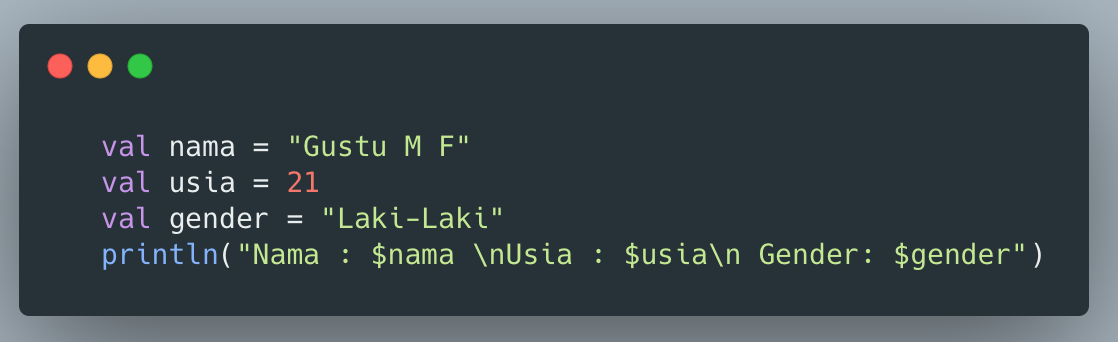 val nama = "Gustu M F"
val usia = 21
val gender = "Laki-Laki"
println("Nama : $nama \nUsia : $usia\n Gender: $gender")